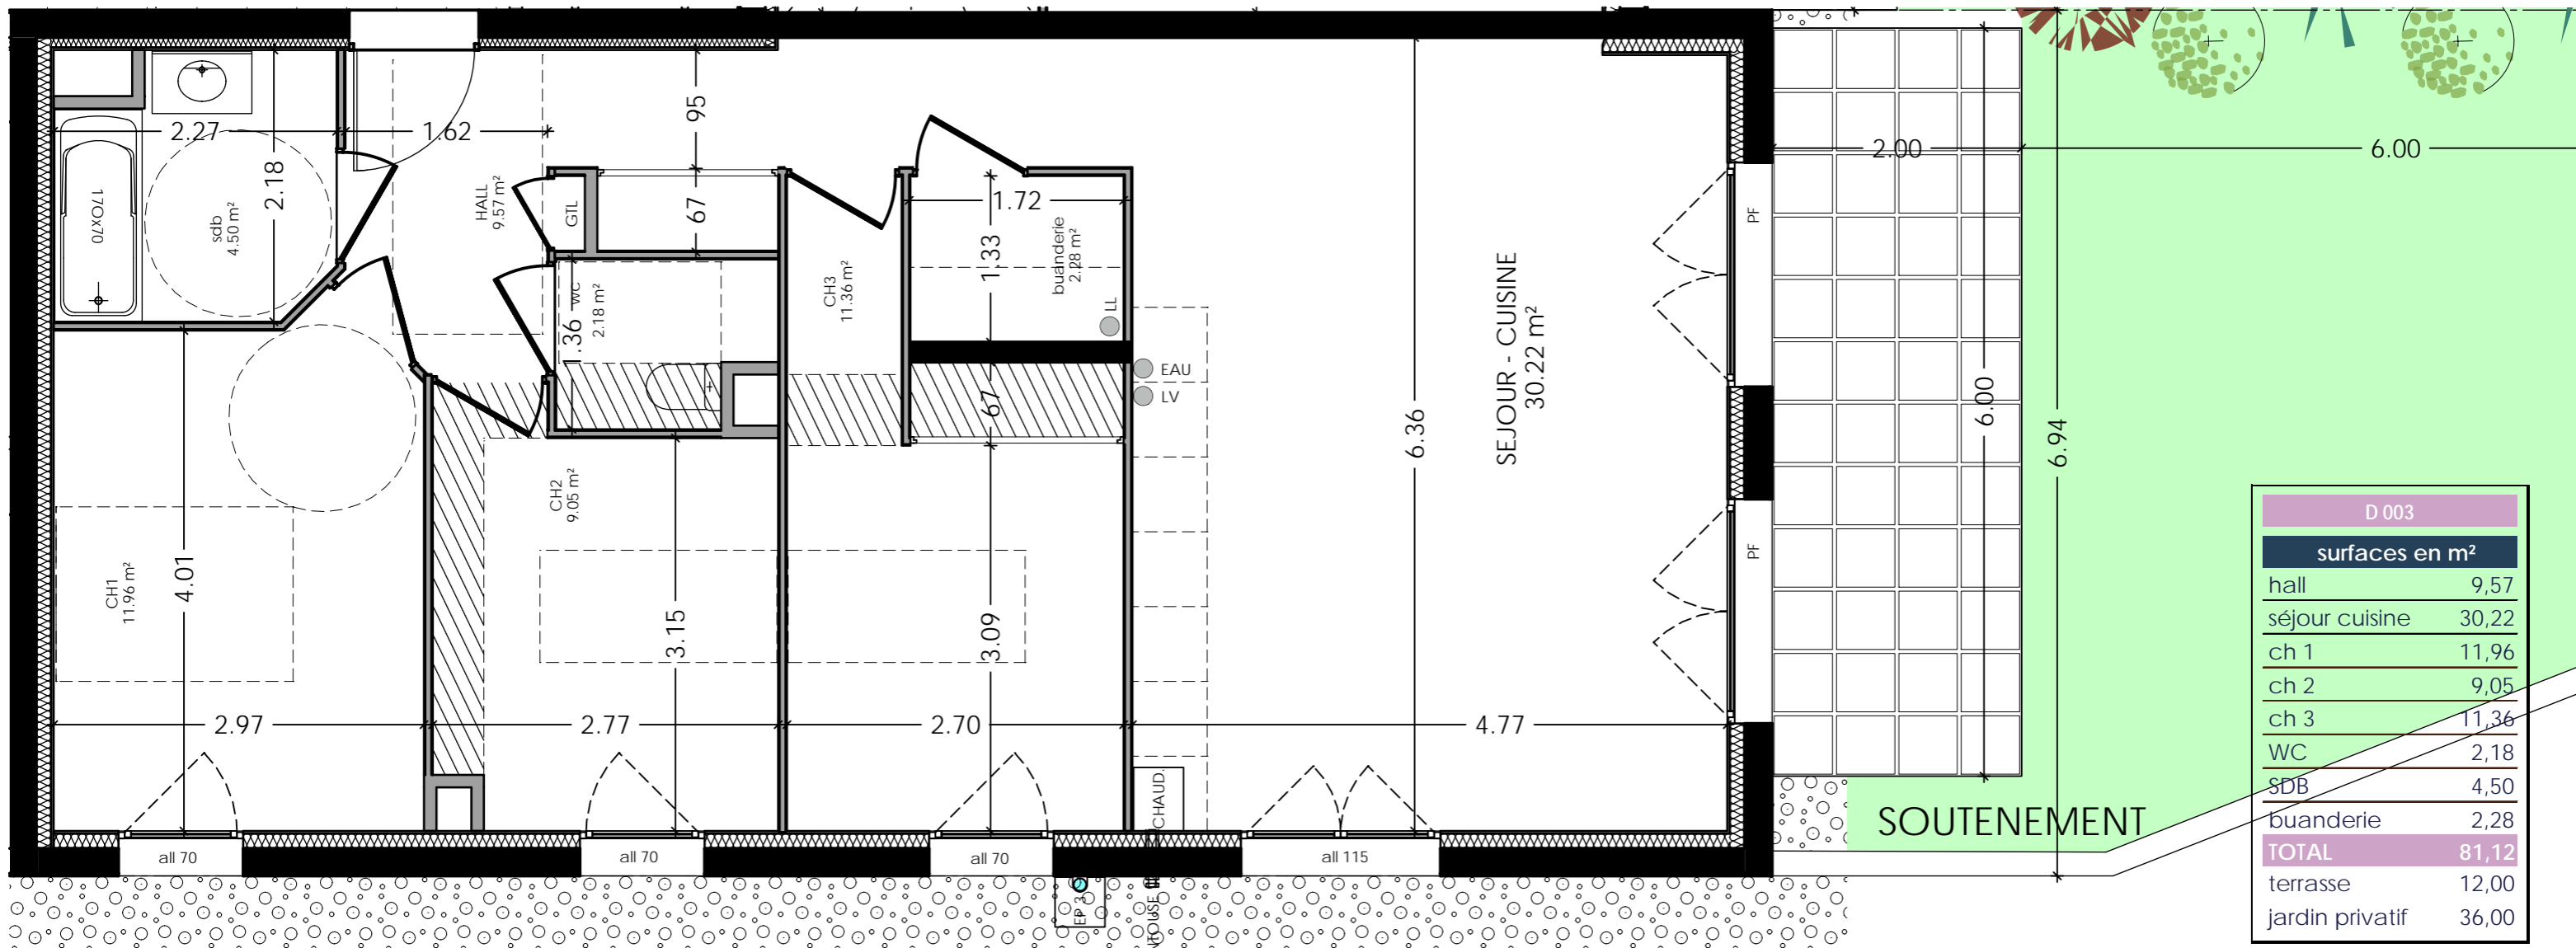 2.27
1.62
95
2.00
6.00
2.18
170x70
sdb
4.50 m²
HALL
9.57 m²
GTL
67
1.72
1.33
buanderie
2.28 m²
LL
PF
WC
2.18 m²
1.36
CH3
11.36 m²
SEJOUR - CUISINE
30.22 m²
EAU
LV
67
6.36
6.00
6.94
CH2
9.05 m²
CH1
11.96 m²
4.01
3.15
3.09
PF
2.97
2.77
2.70
4.77
CHAUD.
all 70
all 70
all 70
all 115
EP 3
SOUTENEMENT
D 003
surfaces en m²
hall 9,57
séjour cuisine 30,22
ch 1 11,96
ch 2 9,05
ch 3 11,36
WC 2,18
SDB 4,50
buanderie 2,28
TOTAL 81,12
terrasse 12,00
jardin privatif 36,00